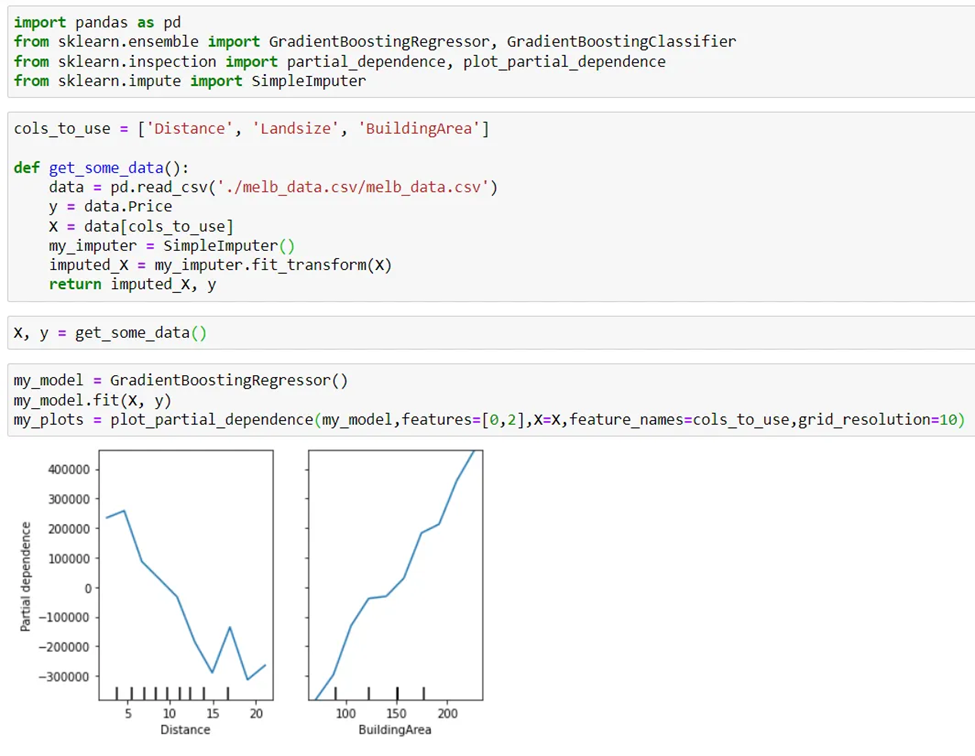 import pandas as pd
from sklearn.ensemble import GradientBoostingRegressor, GradientBoostingClassifier
from sklearn.inspection import partial_dependence, plot_partial_dependence
from sklearn.impute import SimpleImputer
cols_to_use = ['Distance', 'Landsize', 'BuildingArea']
def get_some_data():
    data = pd.read_csv('./melb_data.csv/melb_data.csv')
    y = data.Price
    X = data[cols_to_use]
    my_imputer = SimpleImputer()
    imputed_X = my_imputer.fit_transform(X)
    return imputed_X, y
X, y = get_some_data()
my_model = GradientBoostingRegressor()
my_model.fit(X, y)
my_plots = plot_partial_dependence(my_model,features=[0,2],X=X,feature_names=cols_to_use,grid_resolution=10)
Partial dependence
400000
300000
200000
100000
0
−100000
−200000
−300000
5 10 15 20
Distance
100 150 200
BuildingArea